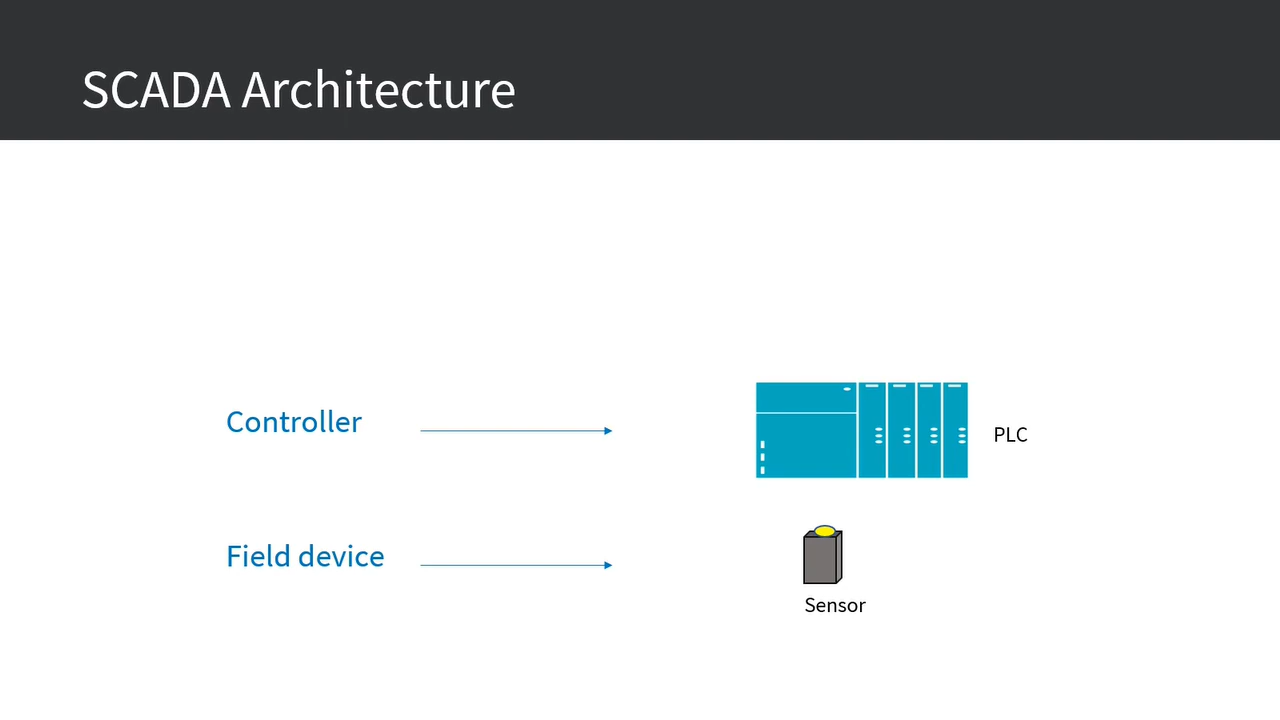 SCADA Architecture
Controller
PLC
Field device
Sensor